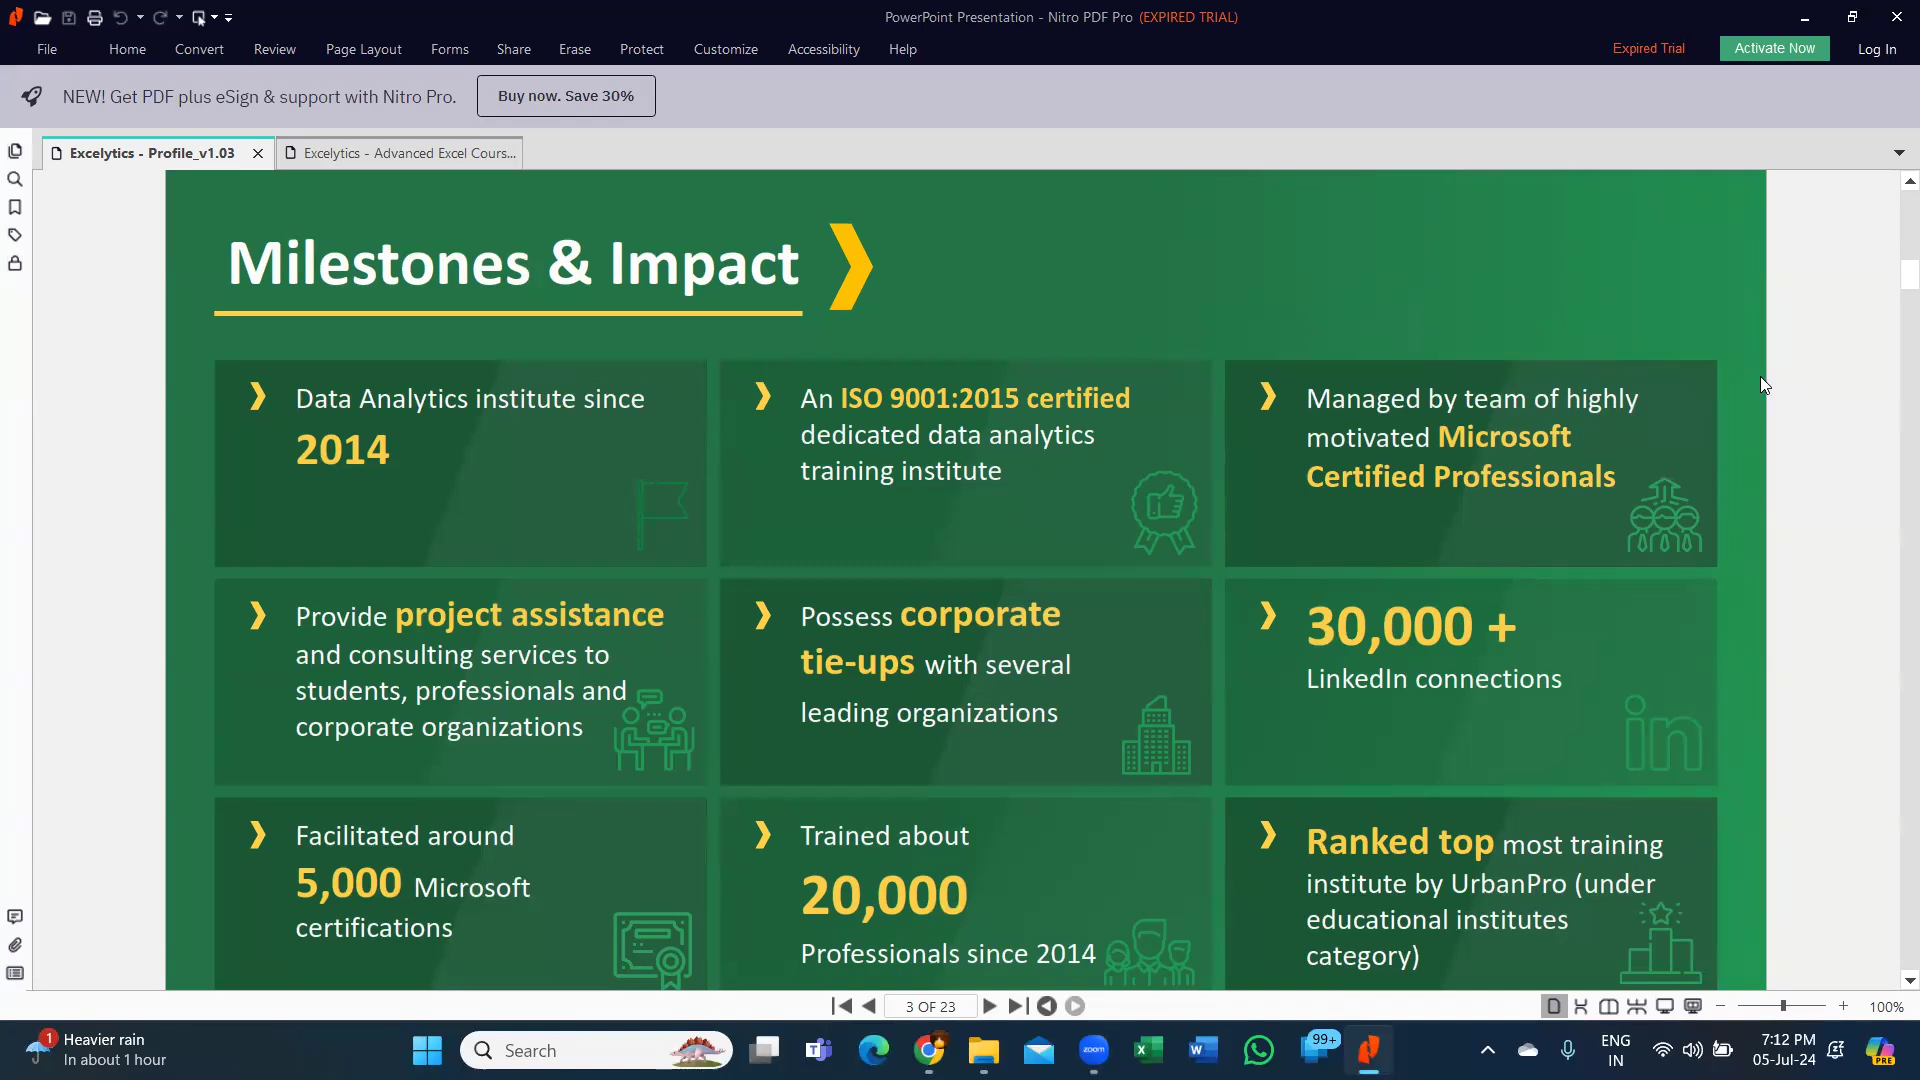 PowerPoint Presentation - Nitro PDF Pro (EXPIRED TRIAL)
File Home Convert Review Page Layout Forms Share Erase Protect Customize Accessibility Help Expired Trial Activate Now Log In
NEW! Get PDF plus eSign & support with Nitro Pro. Buy now. Save 30%
Excelytics - Profile_v1.03
Excelytics - Advanced Excel Cours...
Milestones & Impact
Data Analytics institute since
2014
An ISO 9001:2015 certified
dedicated data analytics
training institute
Managed by team of highly
motivated Microsoft
Certified Professionals
Provide project assistance
and consulting services to
students, professionals and
corporate organizations
Possess corporate
tie-ups with several
leading organizations
30,000 +
LinkedIn connections
in
Facilitated around
5,000 Microsoft
certifications
Trained about
20,000
Professionals since 2014
Ranked top most training
institute by UrbanPro (under
educational institutes
category)
3 OF 23
100%
1
Heavier rain
In about 1 hour
Search
zoom
99+
ENG
IN
7:12 PM
05-Jul-24
PRE